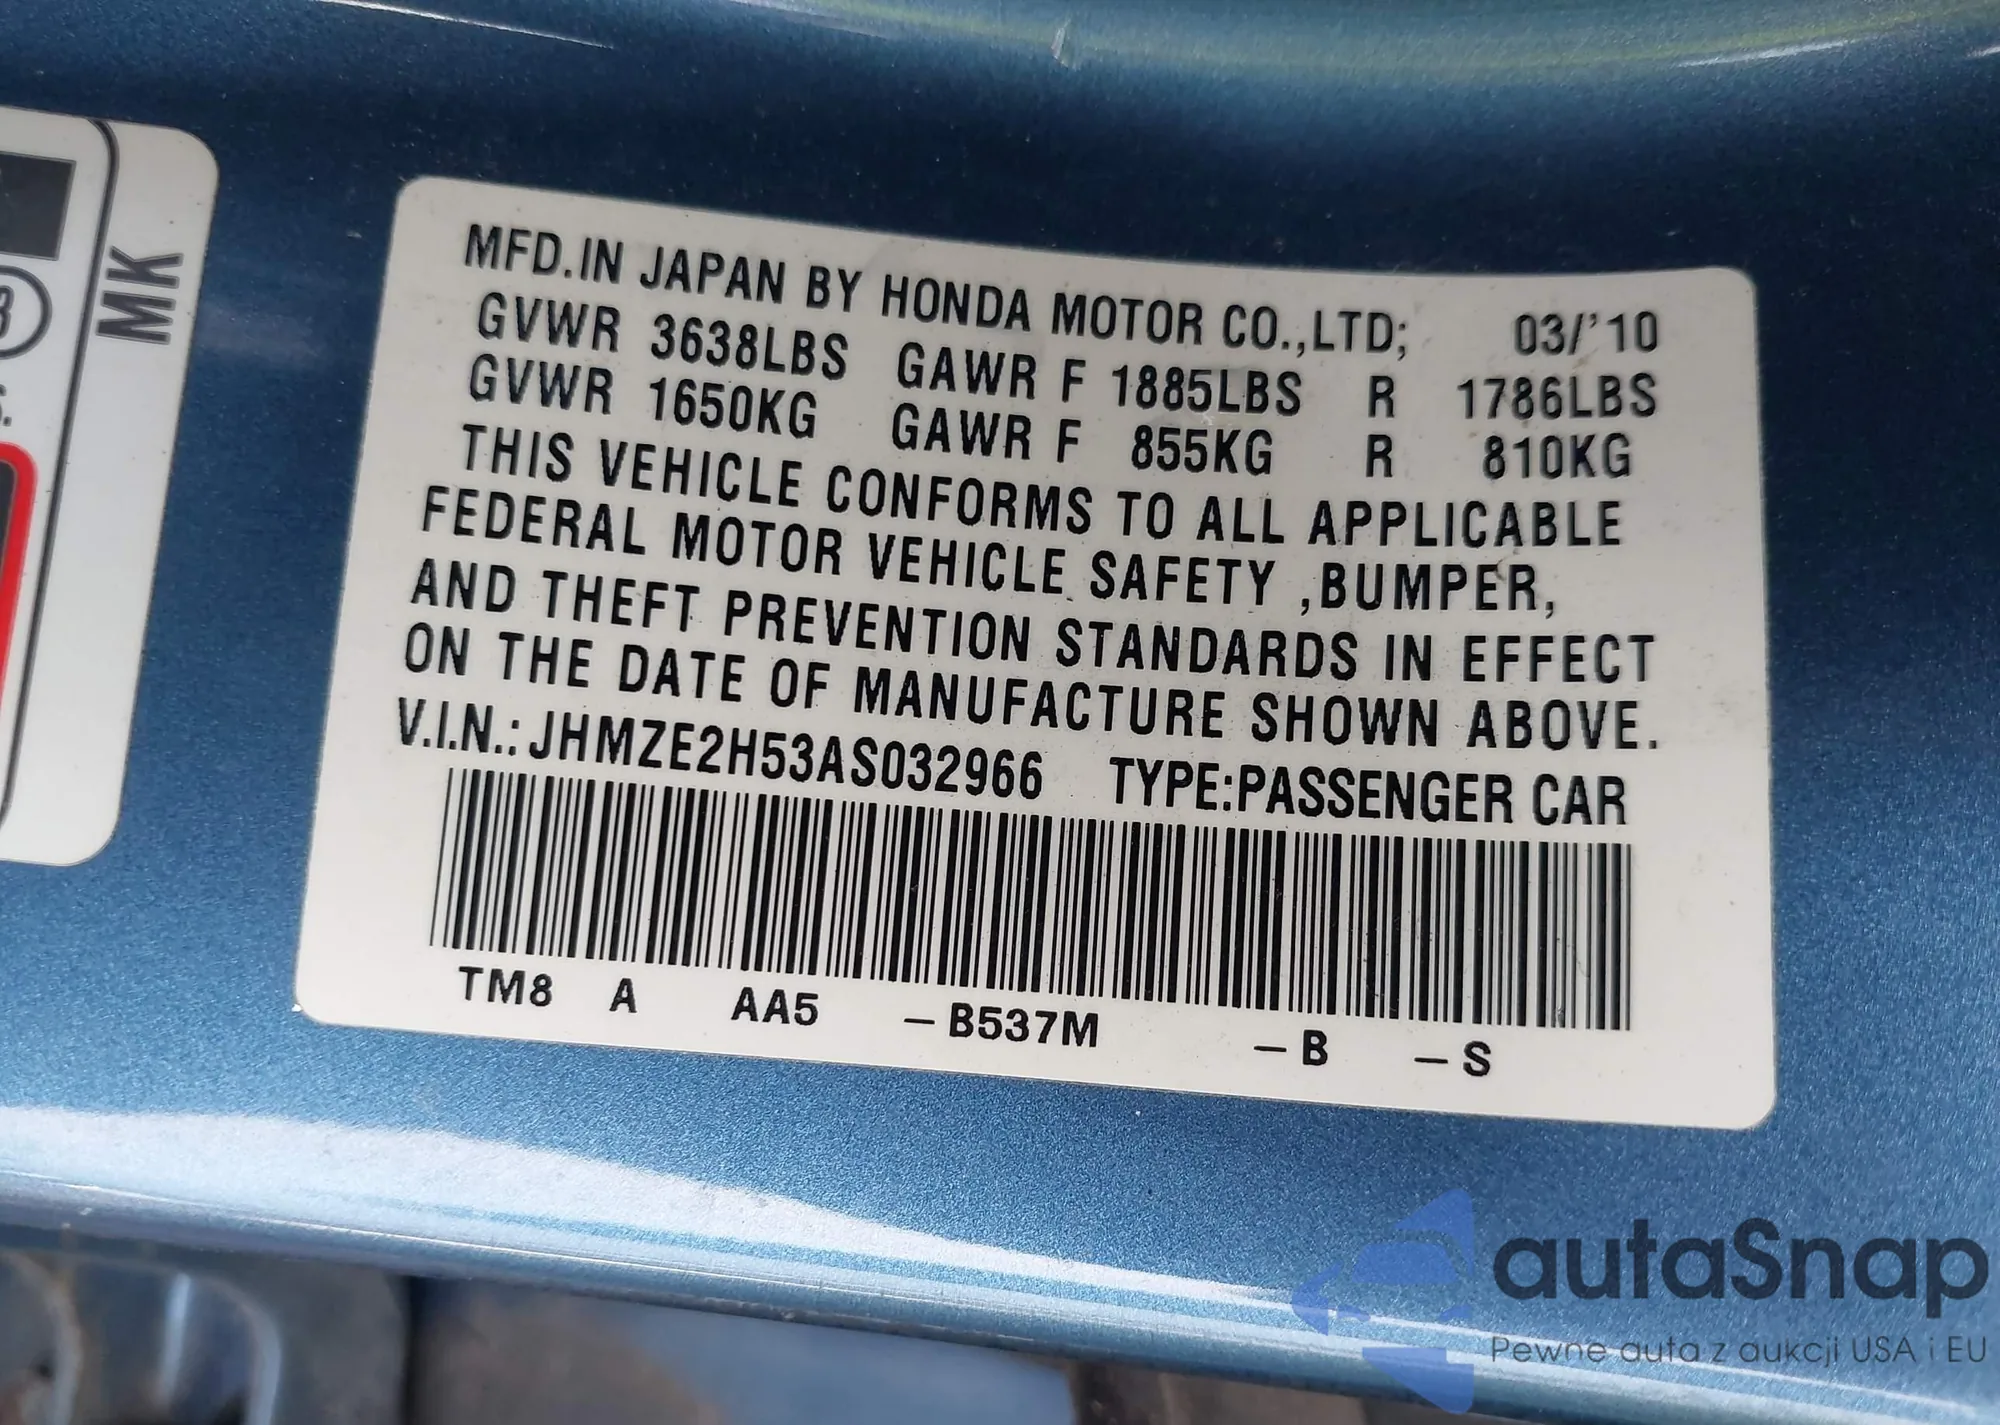 MK
MFD.IN JAPAN BY HONDA MOTOR CO.,LTD; 03/'10
GVWR 3638LBS GAWR F 1885LBS R 1786LBS
GVWR 1650KG GAWR F 855KG R 810KG
THIS VEHICLE CONFORMS TO ALL APPLICABLE
FEDERAL MOTOR VEHICLE SAFETY ,BUMPER,
AND THEFT PREVENTION STANDARDS IN EFFECT
ON THE DATE OF MANUFACTURE SHOWN ABOVE.
V.I.N.: JHMZE2H53AS032966 TYPE:PASSENGER CAR
TM8 A AA5 –B537M –B –S
autaSnap
Pewne auta z aukcji USA i EU